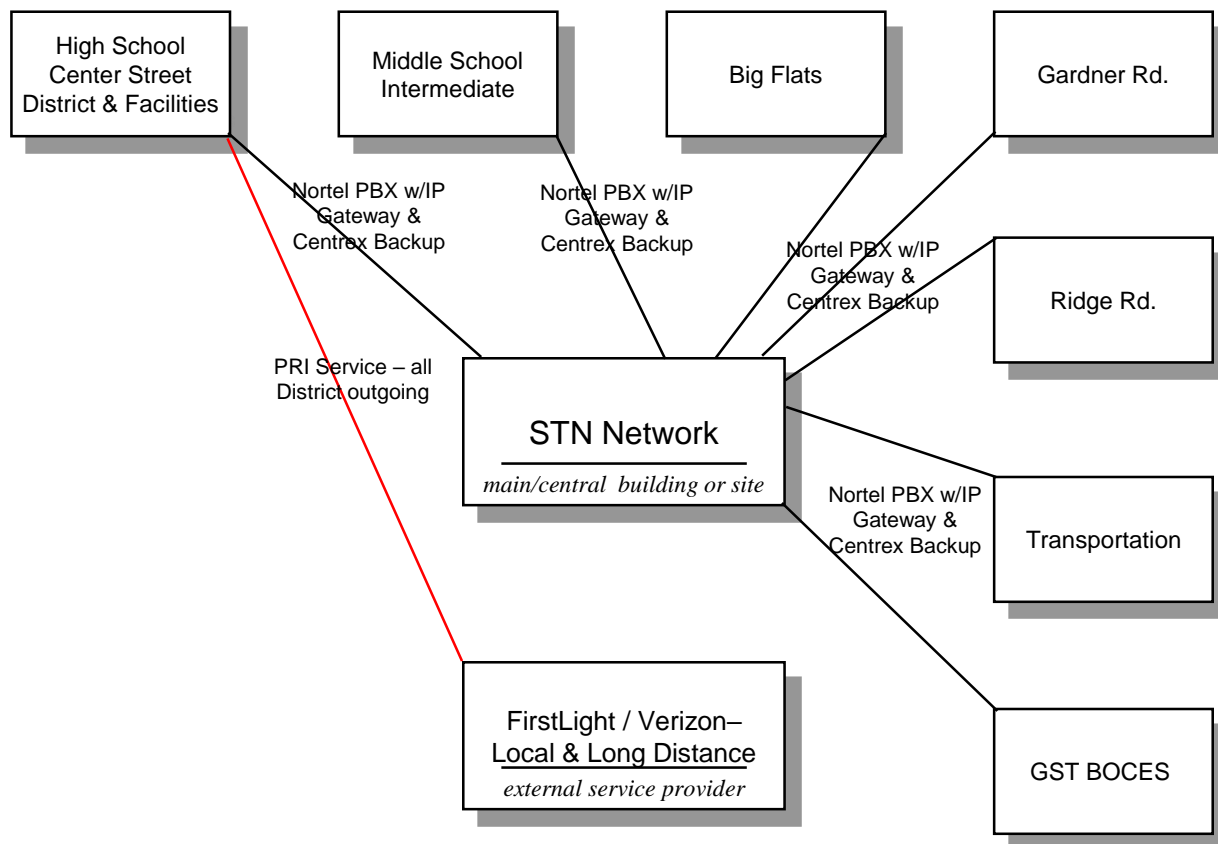 High School
Center Street
District & Facilities
Middle School
Intermediate
Big Flats
Gardner Rd.
Nortel PBX w/IP
Gateway &
Centrex Backup
Nortel PBX w/IP
Gateway &
Centrex Backup
Nortel PBX w/IP
Gateway &
Centrex Backup
Ridge Rd.
PRI Service – all
District outgoing
STN Network
main/central building or site
Nortel PBX w/IP
Gateway &
Centrex Backup
Transportation
FirstLight / Verizon–
Local & Long Distance
external service provider
GST BOCES